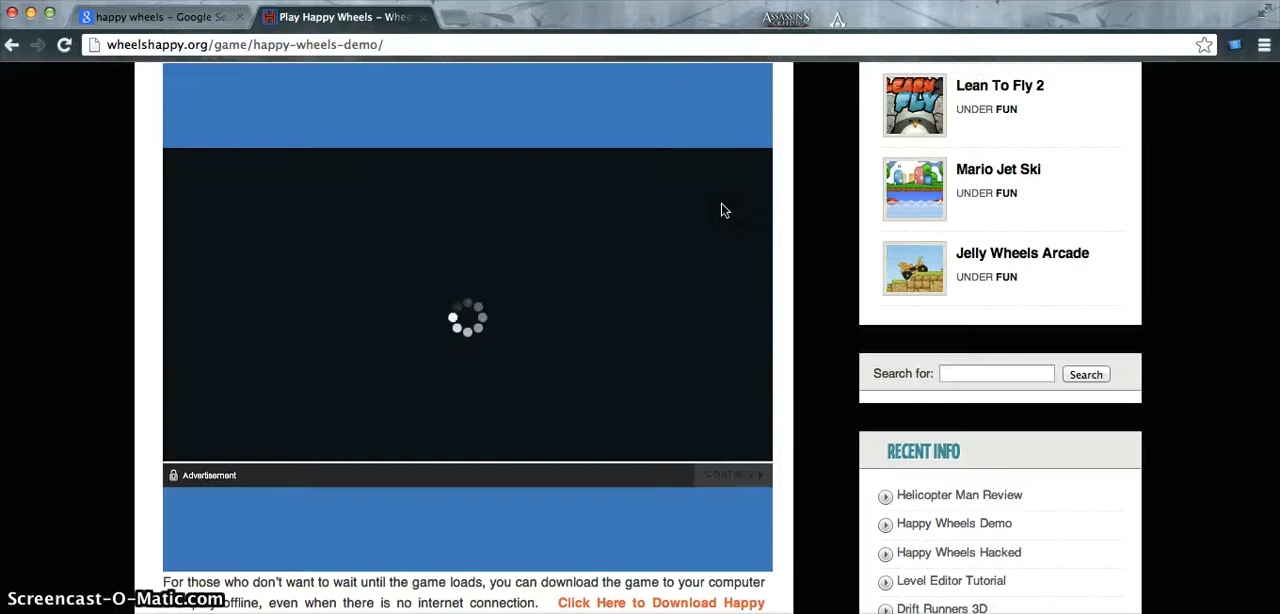 happy wheels – Google Se
Play Happy Wheels – Whe
ASSASSINS
wheelshappy.org/game/happy-wheels-demo/
Lean To Fly 2
UNDER FUN
Mario Jet Ski
UNDER FUN
Jelly Wheels Arcade
UNDER FUN
Search for:
Search
Advertisement
CONTINUE
RECENT INFO
Helicopter Man Review
Happy Wheels Demo
Happy Wheels Hacked
Level Editor Tutorial
Drift Runners 3D
For those who don't want to wait until the game loads, you can download the game to your computer
offline, even when there is no internet connection. Click Here to Download Happy
Screencast-O-Matic.com